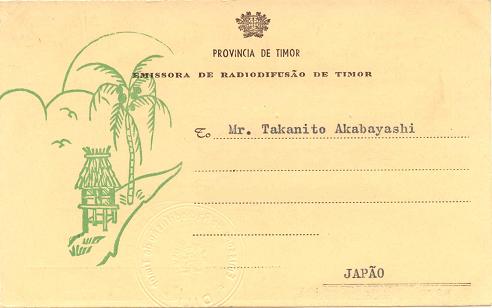 PROVINCIA DE TIMOR
EMISSORA DE RADIODIFUSÃO DE TIMOR
To Mr. Takanito Akabayashi
JAPÃO